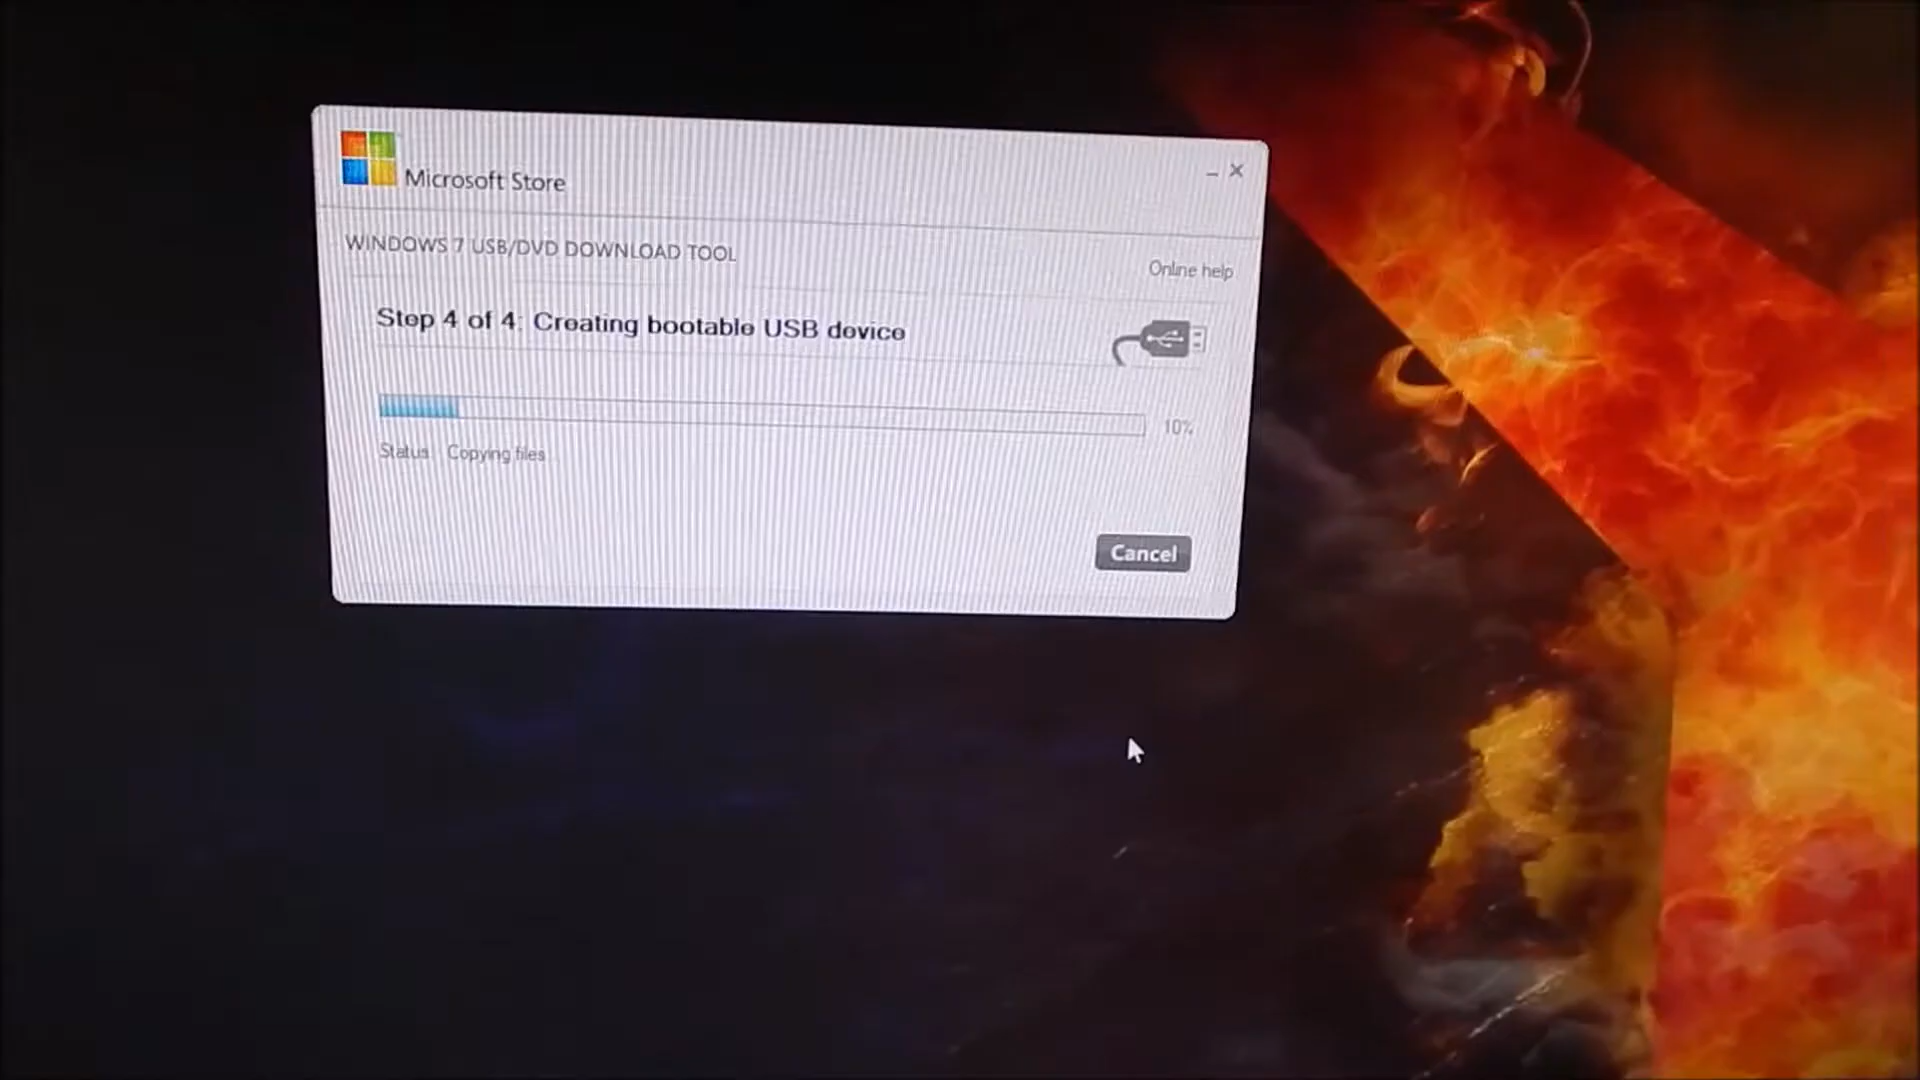 Microsoft Store
WINDOWS 7 USB/DVD DOWNLOAD TOOL
Online help
Step 4 of 4: Creating bootable USB device
10%
Status: Copying files
Cancel